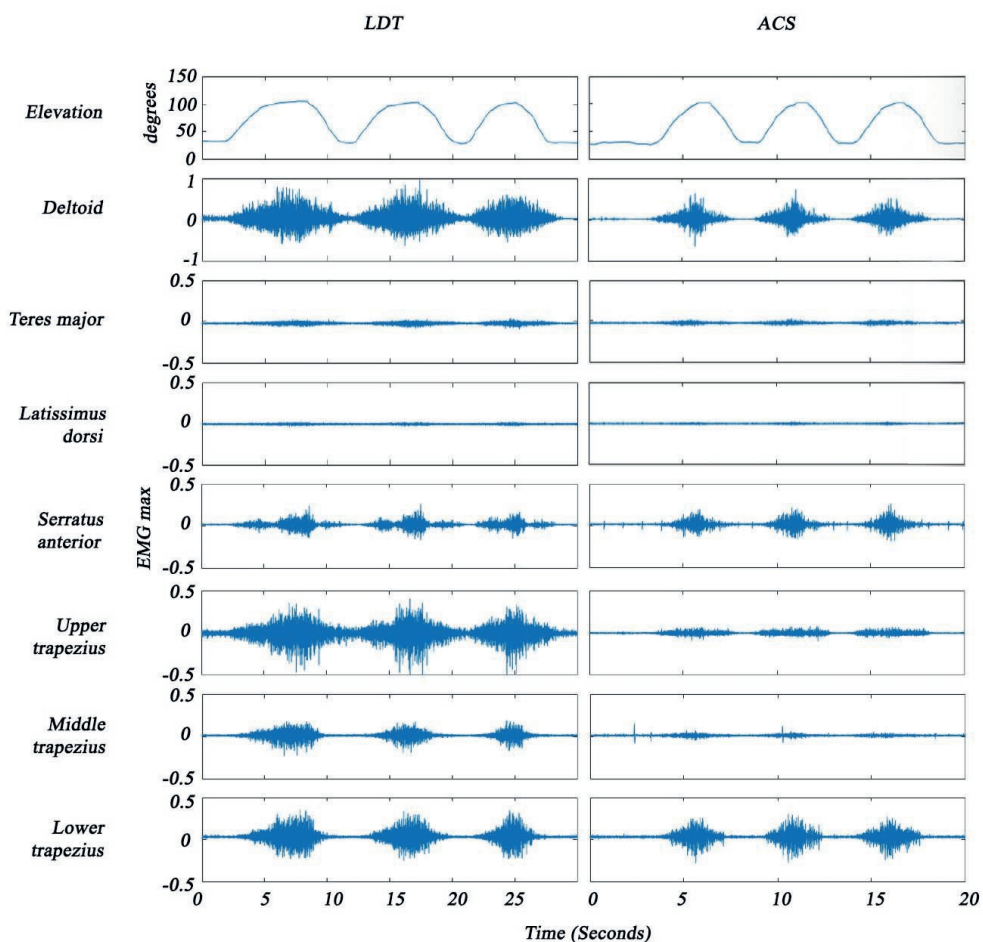 LDT
ACS
Elevation
degrees
150
100
50
0
Deltoid
1
0
-1
Teres major
0.5
0
-0.5
Latissimus
dorsi
0.5
0
-0.5
EMG max
Serratus
anterior
0.5
0
-0.5
Upper
trapezius
0.5
0
-0.5
Middle
trapezius
0.5
0
-0.5
Lower
trapezius
0.5
0
-0.5
0 5 10 15 20 25
0 5 10 15 20
Time (Seconds)